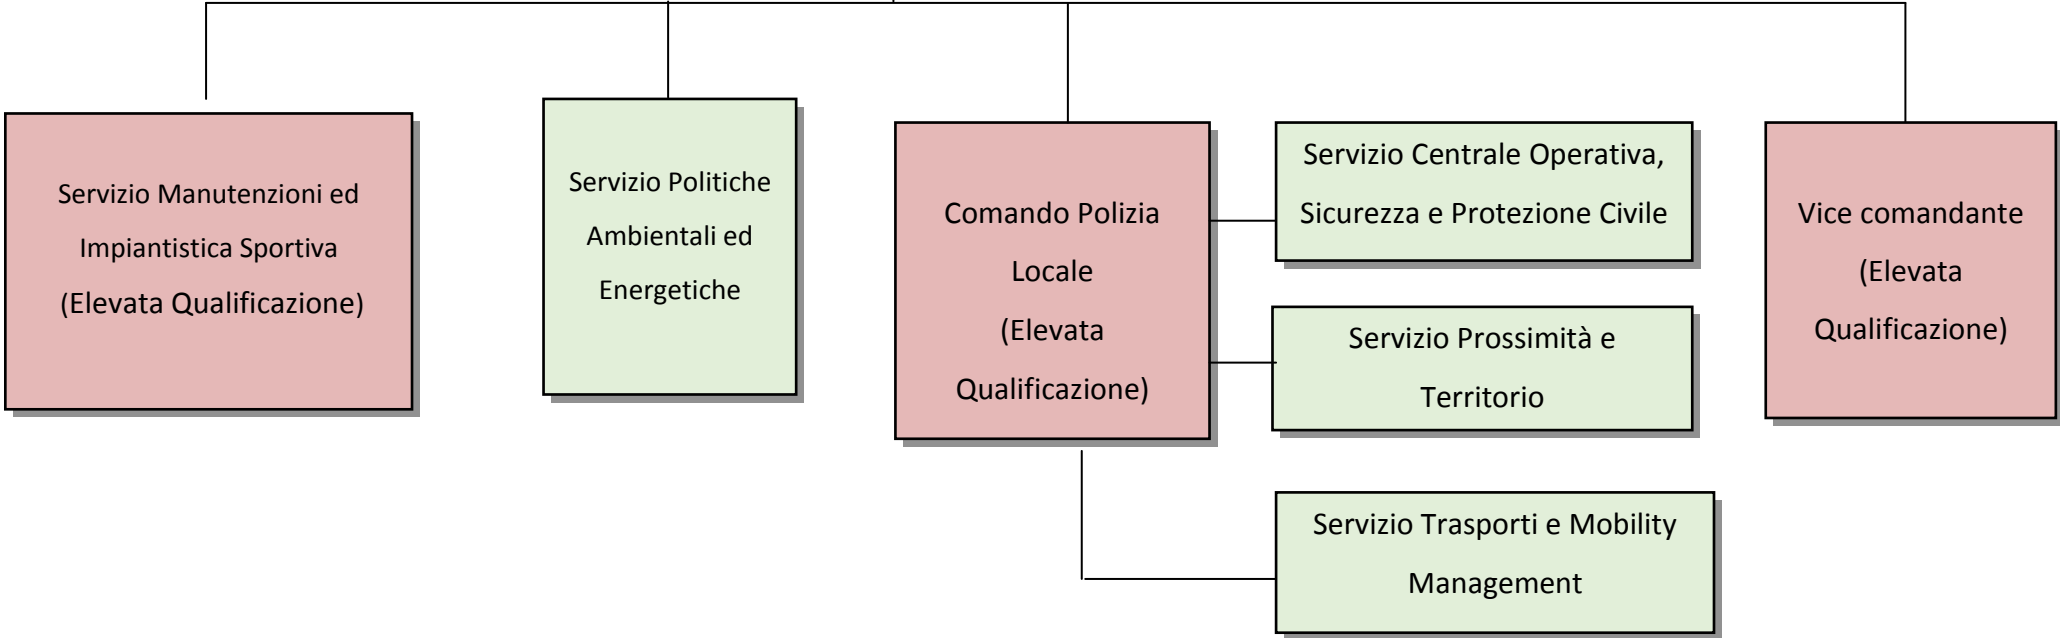 Servizio Manutenzioni ed
Impiantistica Sportiva
(Elevata Qualificazione)
Servizio Politiche
Ambientali ed
Energetiche
Comando Polizia
Locale
(Elevata
Qualificazione)
Servizio Centrale Operativa,
Sicurezza e Protezione Civile
Servizio Prossimità e
Territorio
Servizio Trasporti e Mobility
Management
Vice comandante
(Elevata
Qualificazione)